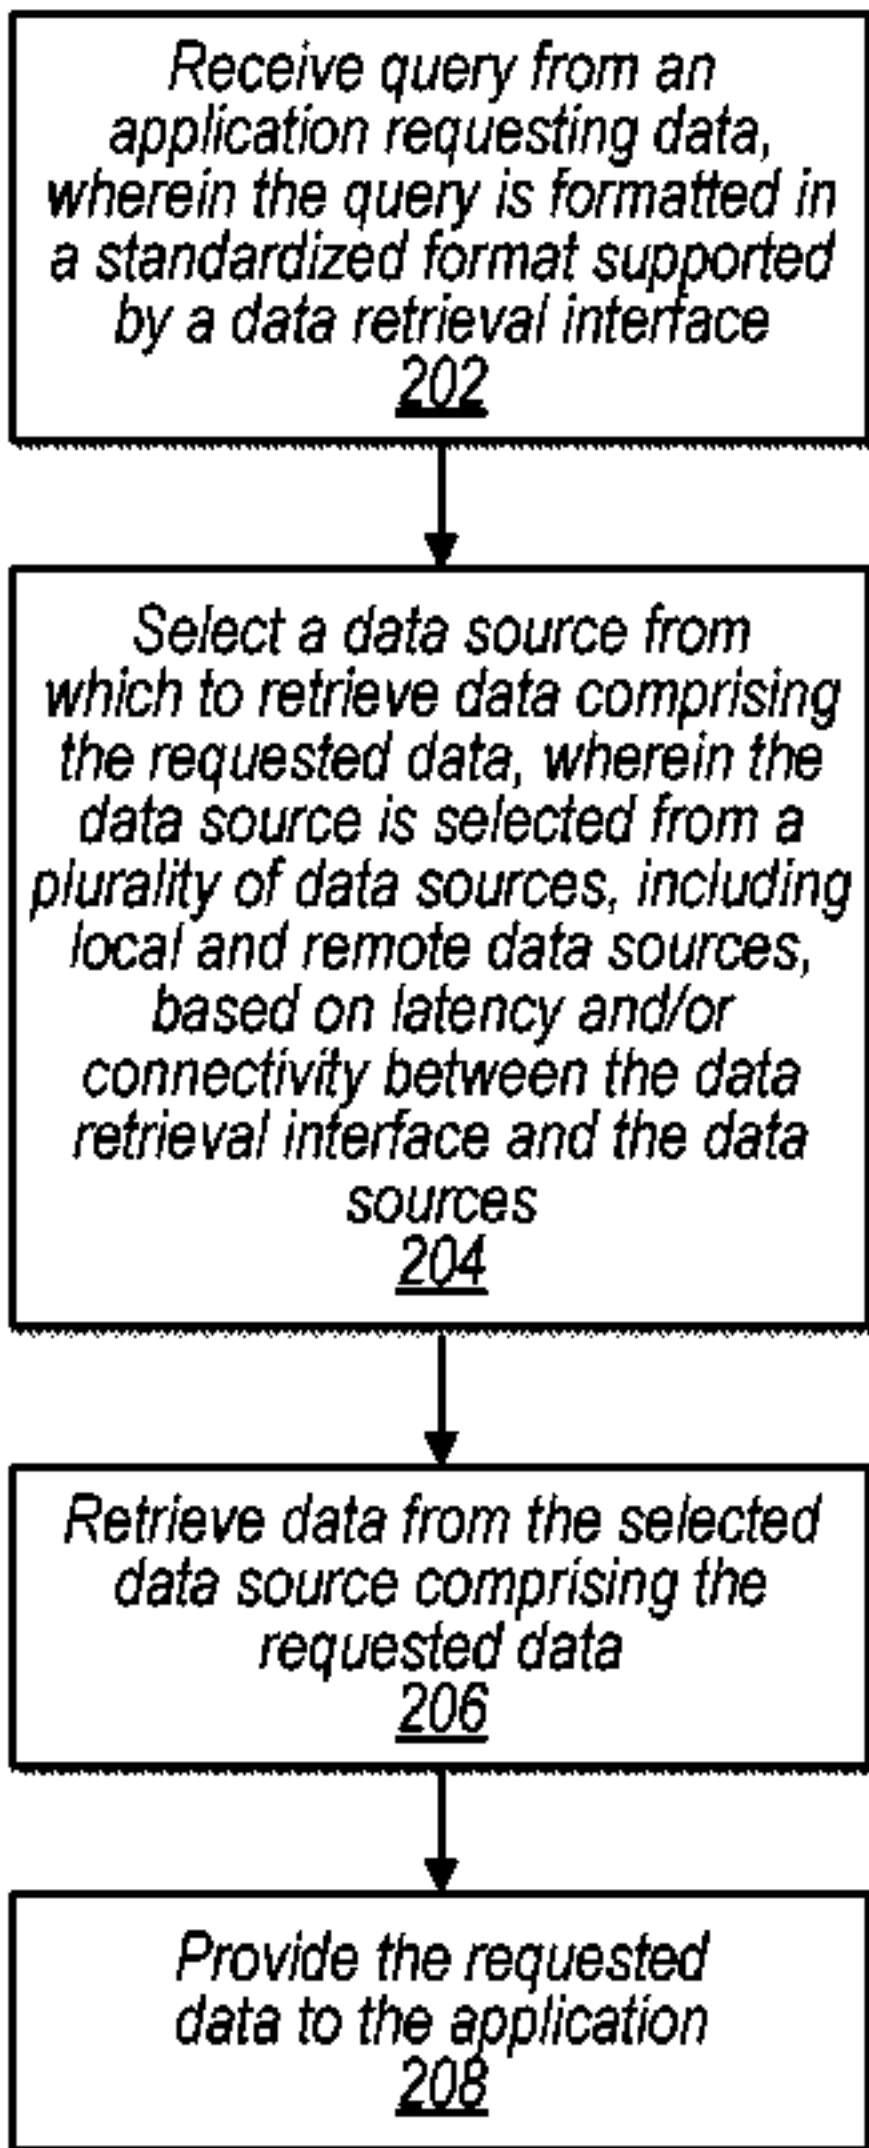 Receive query from an
application requesting data,
wherein the query is formatted in
a standardized format supported
by a data retrieval interface
202
Select a data source from
which to retrieve data comprising
the requested data, wherein the
data source is selected from a
plurality of data sources, including
local and remote data sources,
based on latency and/or
connectivity between the data
retrieval interface and the data
sources
204
Retrieve data from the selected
data source comprising the
requested data
206
Provide the requested
data to the application
208